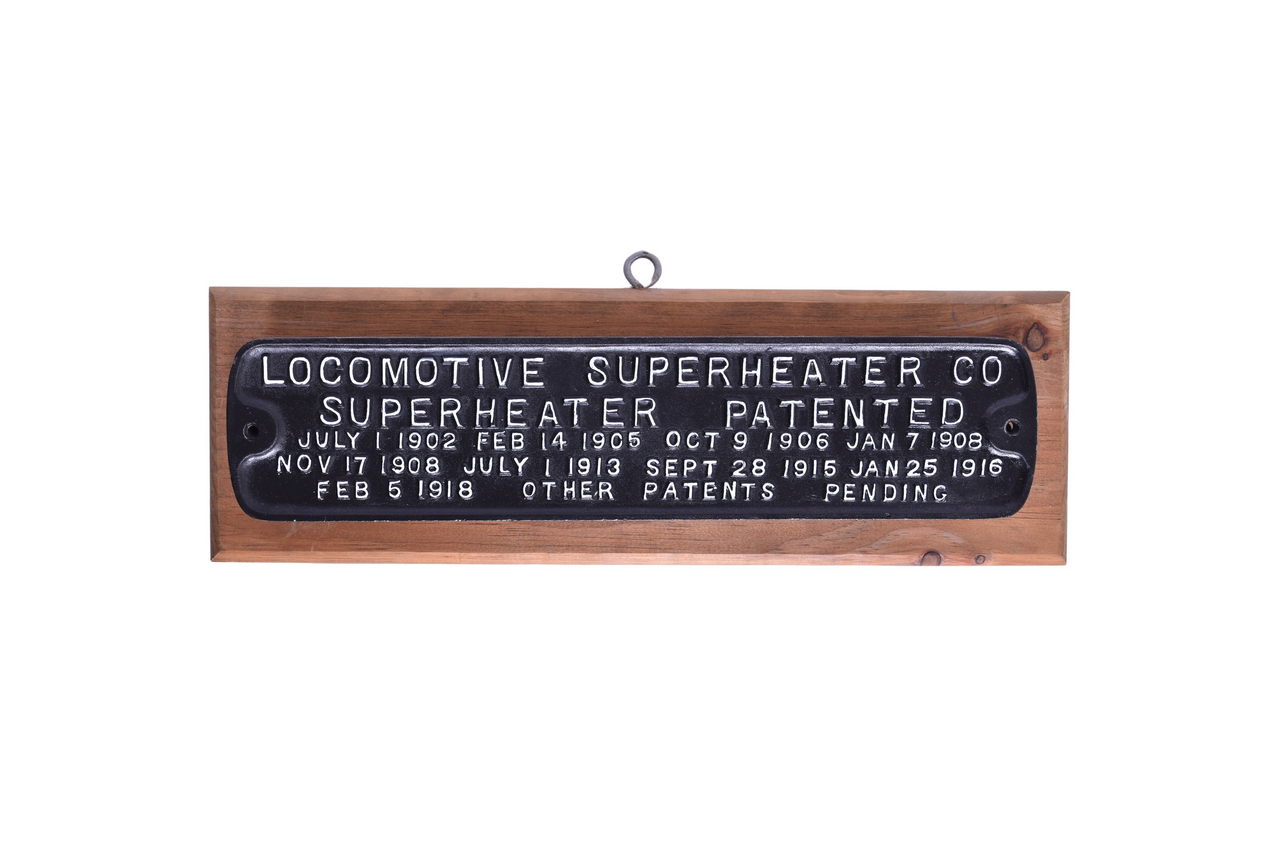 LOCOMOTIVE SUPERHEATER CO
SUPERHEATER PATENTED
JULY 1 1902 FEB 14 1905 OCT 9 1906 JAN 7 1908
NOV 17 1908 JULY 1 1913 SEPT 28 1915 JAN 25 1916
FEB 5 1918 OTHER PATENTS PENDING